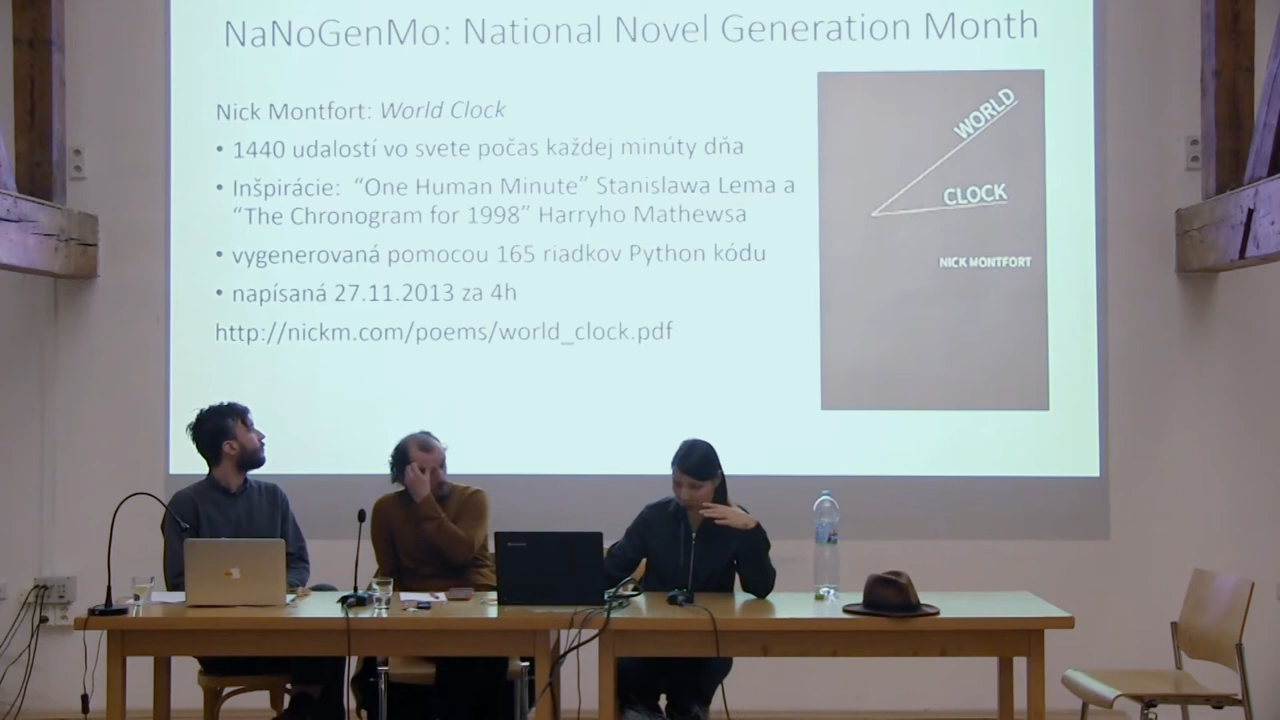 NaNoGenMo: National Novel Generation Month
Nick Montfort: World Clock
• 1440 udalostí vo svete počas každej minúty dňa
• Inšpirácie: “One Human Minute” Stanislawa Lema a
“The Chronogram for 1998” Harryho Mathewsa
• vygenerovaná pomocou 165 riadkov Python kódu
• napísaná 27.11.2013 za 4h
http://nickm.com/poems/world_clock.pdf
WORLD
CLOCK
NICK MONTFORT